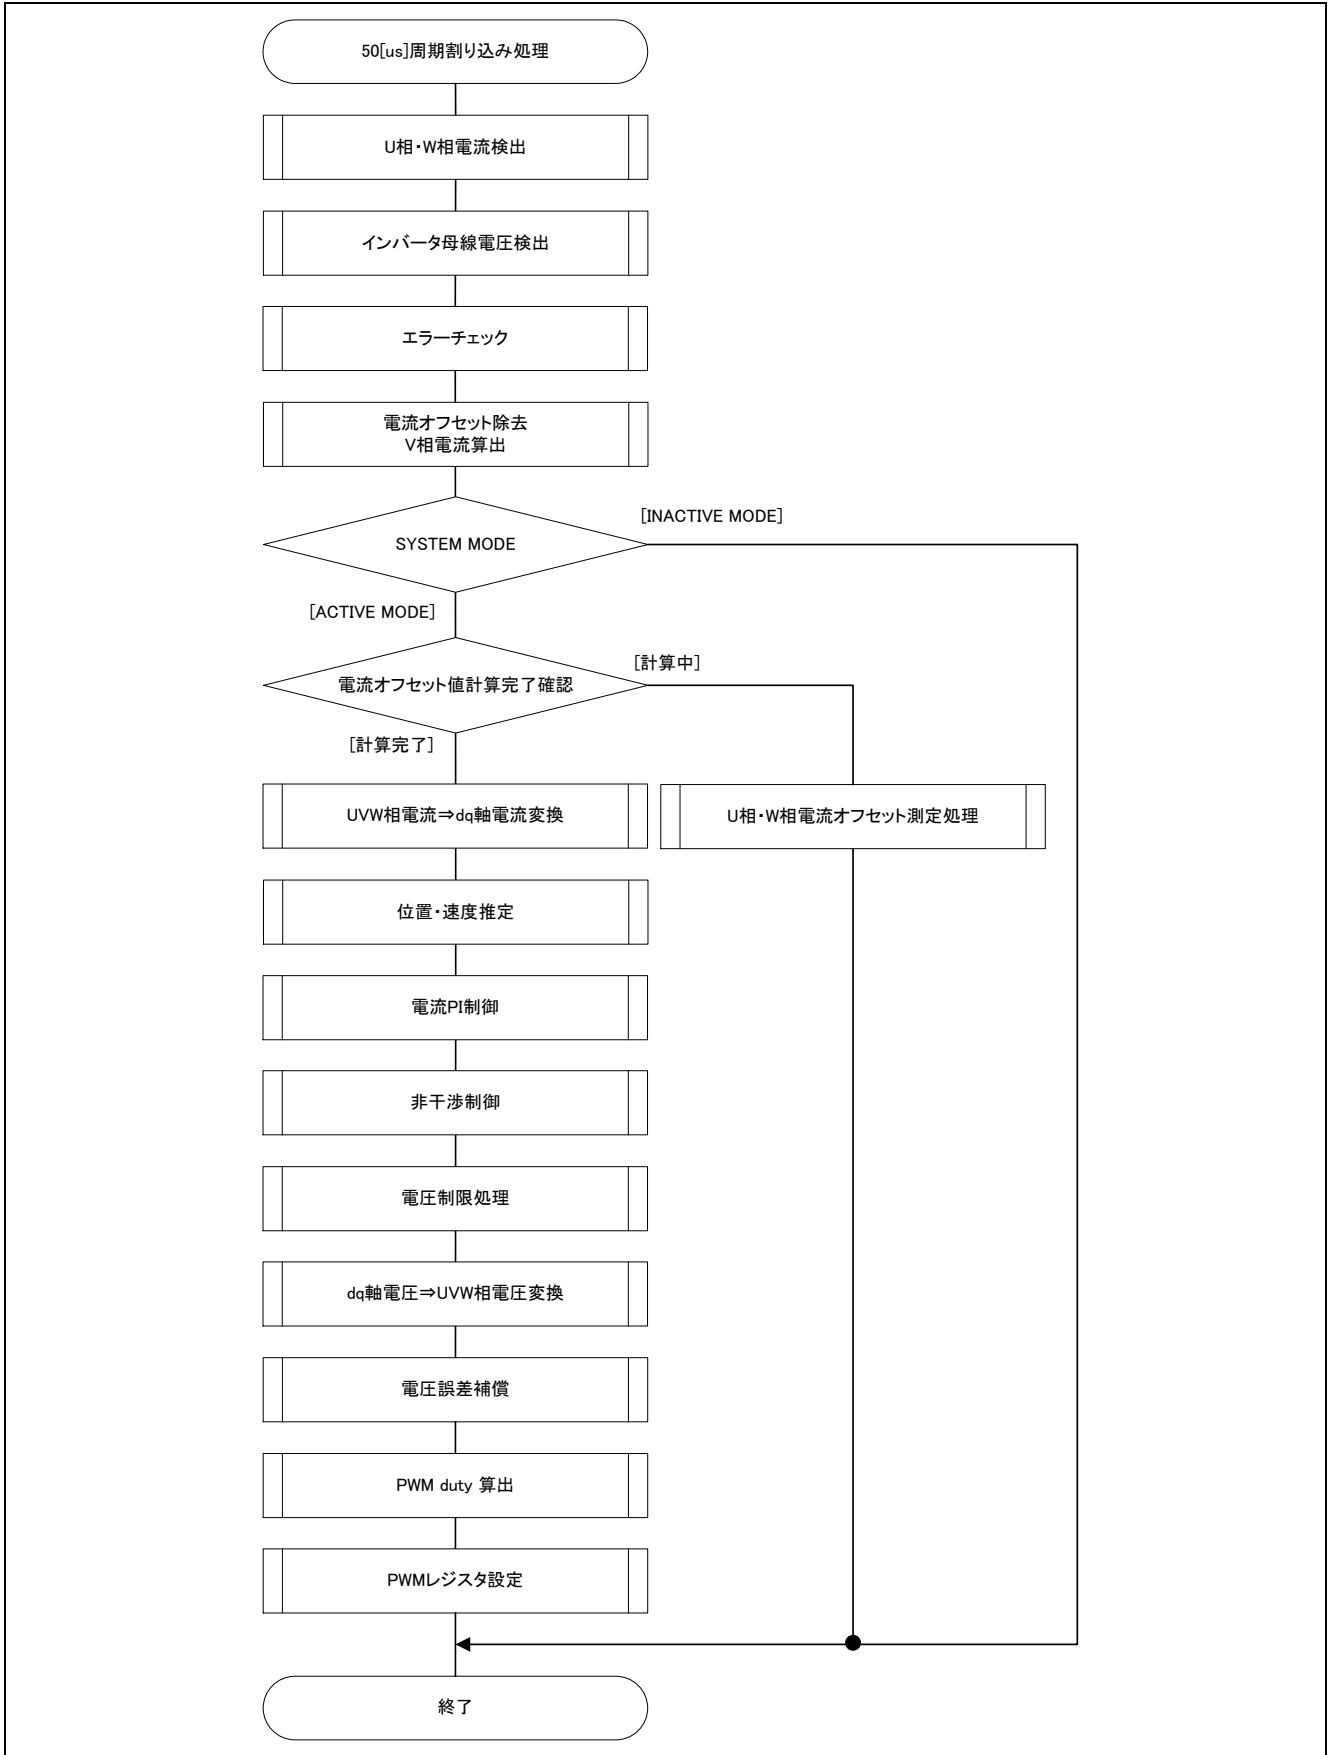 50[us]周期割り込み処理
U相・W相電流検出
インバータ母線電圧検出
エラーチェック
電流オフセット除去
V相電流算出
[INACTIVE MODE]
SYSTEM MODE
[ACTIVE MODE]
[計算中]
電流オフセット値計算完了確認
[計算完了]
UVW相電流⇒dq軸電流変換
U相・W相電流オフセット測定処理
位置・速度推定
電流PI制御
非干渉制御
電圧制限処理
dq軸電圧⇒UVW相電圧変換
電圧誤差補償
PWM duty 算出
PWMレジスタ設定
終了